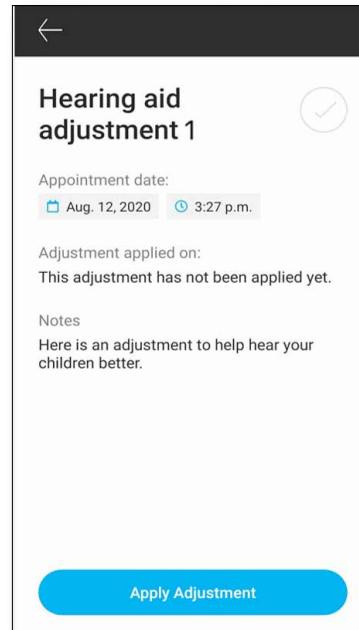 Hearing aid
adjustment 1
Appointment date:
Aug. 12, 2020 3:27 p.m.
Adjustment applied on:
This adjustment has not been applied yet.
Notes
Here is an adjustment to help hear your
children better.
Apply Adjustment